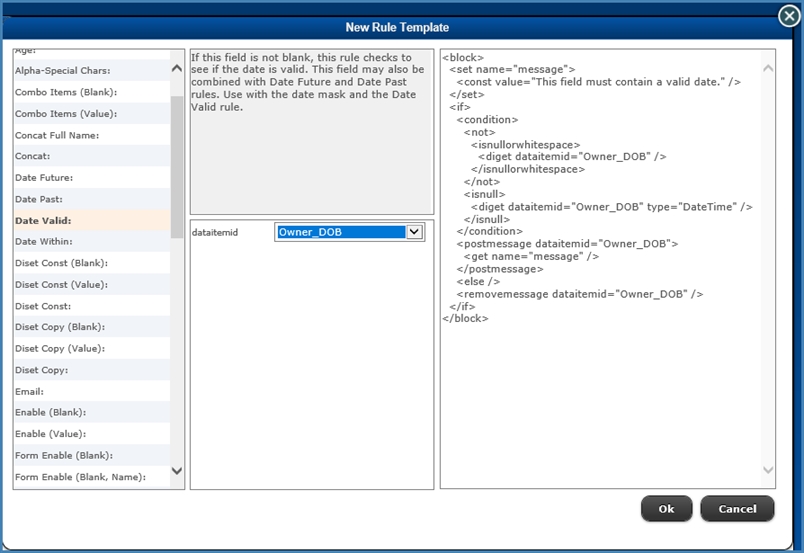 New Rule Template
Age:
Alpha-Special Chars:
Combo Items (Blank):
Combo Items (Value):
Concat Full Name:
Concat:
Date Future:
Date Past:
Date Valid:
Date Within:
Diset Const (Blank):
Diset Const (Value):
Diset Const:
Diset Copy (Blank):
Diset Copy (Value):
Diset Copy:
Email:
Enable (Blank):
Enable (Value):
Form Enable (Blank):
Form Enable (Blank, Name):
If this field is not blank, this rule checks to
see if the date is valid. This field may also be
combined with Date Future and Date Past
rules. Use with the date mask and the Date
Valid rule.
dataitemid
Owner_DOB
<block>
<set name="message">
<const value="This field must contain a valid date." />
</set>
<if>
<condition>
<not>
<isnullorwhitespace>
<diget dataitemid="Owner_DOB" />
</isnullorwhitespace>
</not>
<isnull>
<diget dataitemid="Owner_DOB" type="DateTime" />
</isnull>
</condition>
<postmessage dataitemid="Owner_DOB">
<get name="message" />
</postmessage>
<else />
<removemessage dataitemid="Owner_DOB" />
</if>
</block>
Ok
Cancel